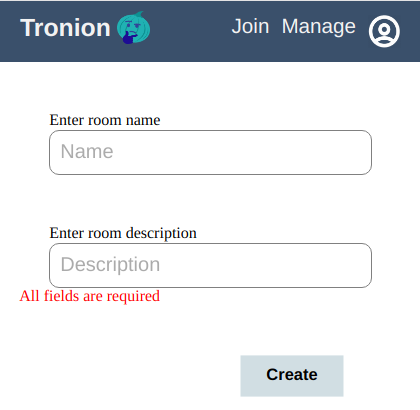 Tronion Join Manage
Enter room name
Name
Enter room description
Description
All fields are required
Create